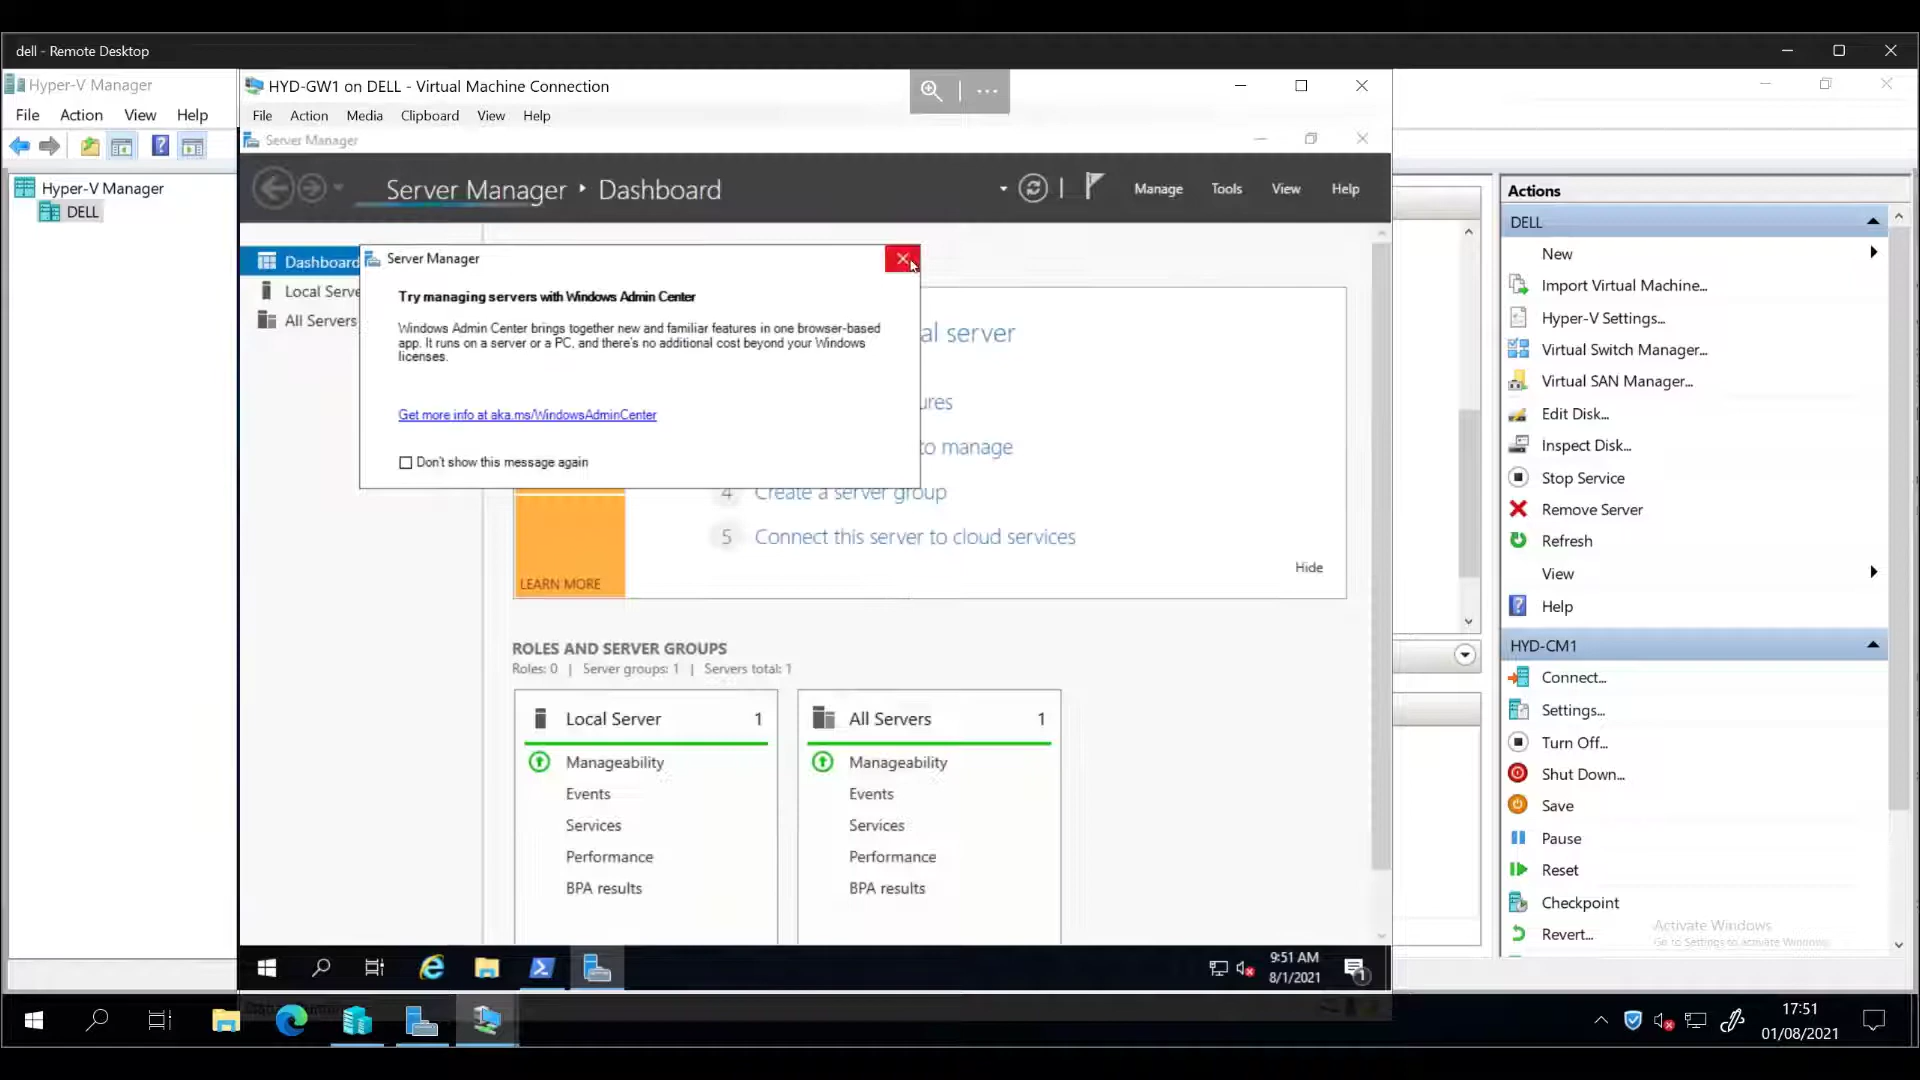 dell - Remote Desktop
Hyper-V Manager
File Action View Help
Hyper-V Manager
DELL
HYD-GW1 on DELL - Virtual Machine Connection
File Action Media Clipboard View Help
Server Manager
Server Manager • Dashboard
Manage Tools View Help
Dashboard
Local Serve
All Servers
Server Manager
Try managing servers with Windows Admin Center
Windows Admin Center brings together new and familiar features in one browser-based
app. It runs on a server or a PC, and there's no additional cost beyond your Windows
licenses.
Get more info at aka.ms/WindowsAdminCenter
Don't show this message again
al server
ures
to manage
4 Create a server group
5 Connect this server to cloud services
Hide
LEARN MORE
ROLES AND SERVER GROUPS
Roles: 0 | Server groups: 1 | Servers total: 1
Local Server 1
Manageability
Events
Services
Performance
BPA results
All Servers 1
Manageability
Events
Services
Performance
BPA results
9:51 AM
8/1/2021
1
Actions
DELL
New
Import Virtual Machine...
Hyper-V Settings...
Virtual Switch Manager...
Virtual SAN Manager...
Edit Disk...
Inspect Disk...
Stop Service
Remove Server
Refresh
View
Help
HYD-CM1
Connect...
Settings...
Turn Off...
Shut Down...
Save
Pause
Reset
Checkpoint
Revert...
Activate Windows
Go to Settings to activate Windows.
17:51
01/08/2021